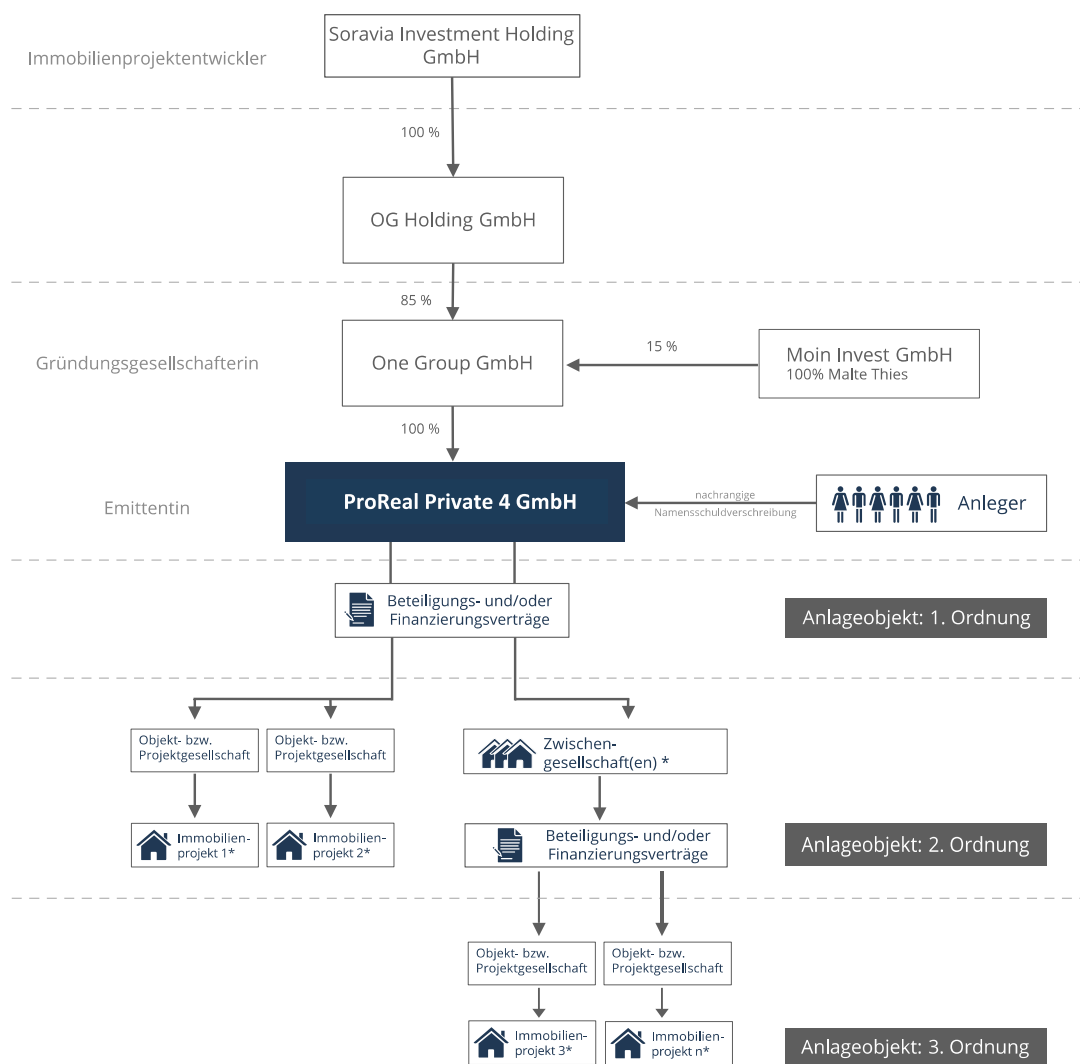 Soravia Investment Holding
GmbH
Immobilienprojektentwickler
100 %
OG Holding GmbH
85 %
Gründungsgesellschafterin
One Group GmbH
15 %
Moin Invest GmbH
100% Malte Thies
100 %
Emittentin
ProReal Private 4 GmbH
nachrangige
Namensschuldverschreibung
Anleger
Beteiligungs- und/oder
Finanzierungsverträge
Anlageobjekt: 1. Ordnung
Objekt- bzw.
Projektgesellschaft
Objekt- bzw.
Projektgesellschaft
Zwischen-
gesellschaft(en) *
Immobilien-
projekt 1*
Immobilien-
projekt 2*
Beteiligungs- und/oder
Finanzierungsverträge
Anlageobjekt: 2. Ordnung
Objekt- bzw.
Projektgesellschaft
Objekt- bzw.
Projektgesellschaft
Immobilien-
projekt 3*
Immobilien-
projekt n*
Anlageobjekt: 3. Ordnung